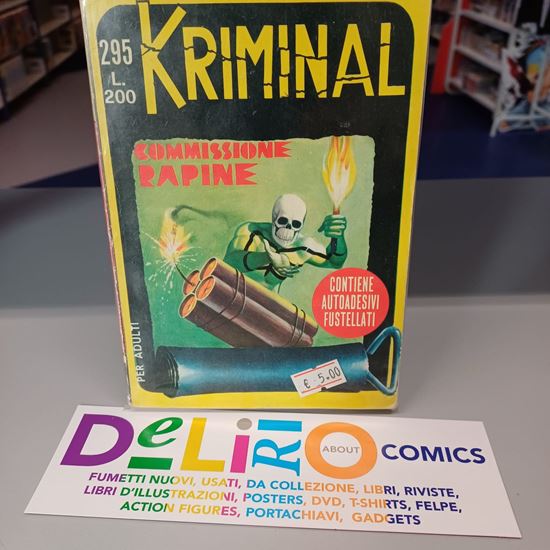 295
L.
200
KRIMINAL
COMMISSIONE
RAPINE
CONTIENE
AUTOADESIVI
FUSTELLATI
PER ADULTI
€ 5.00
DeLiRIO
ABOUT
COMICS
FUMETTI NUOVI, USATI, DA COLLEZIONE, LIBRI, RIVISTE,
LIBRI D'ILLUSTRAZIONI, POSTERS, DVD, T-SHIRTS, FELPE,
ACTION FIGURES, PORTACHIAVI, GADGETS